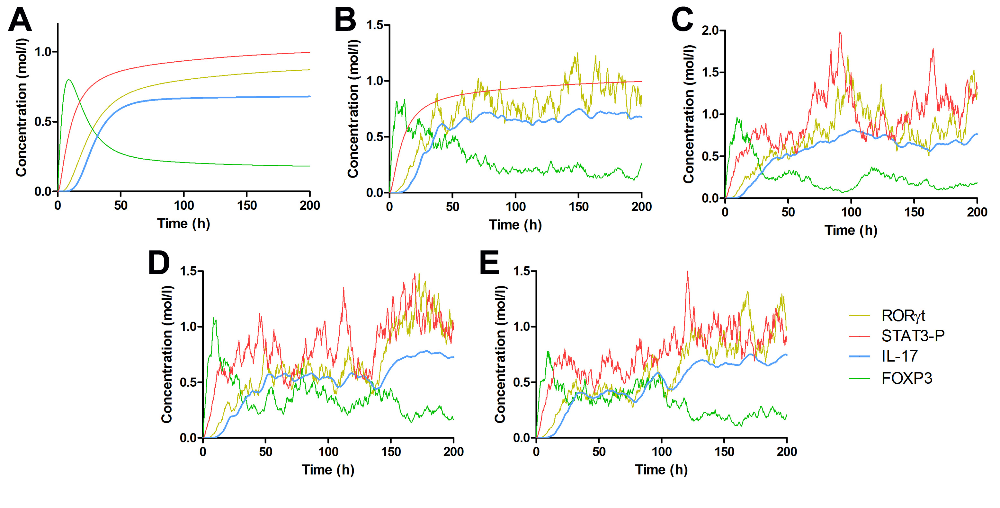 A
Concentration (mol/l)
1.0
0.5
0.0
0 50 100 150 200
Time (h)
B
Concentration (mol/l)
1.5
1.0
0.5
0.0
0 50 100 150 200
Time (h)
C
Concentration (mol/l)
2.0
1.5
1.0
0.5
0.0
0 50 100 150 200
Time (h)
D
Concentration (mol/l)
1.5
1.0
0.5
0.0
0 50 100 150 200
Time (h)
E
Concentration (mol/l)
1.5
1.0
0.5
0.0
0 50 100 150 200
Time (h)
RORγt
STAT3-P
IL-17
FOXP3